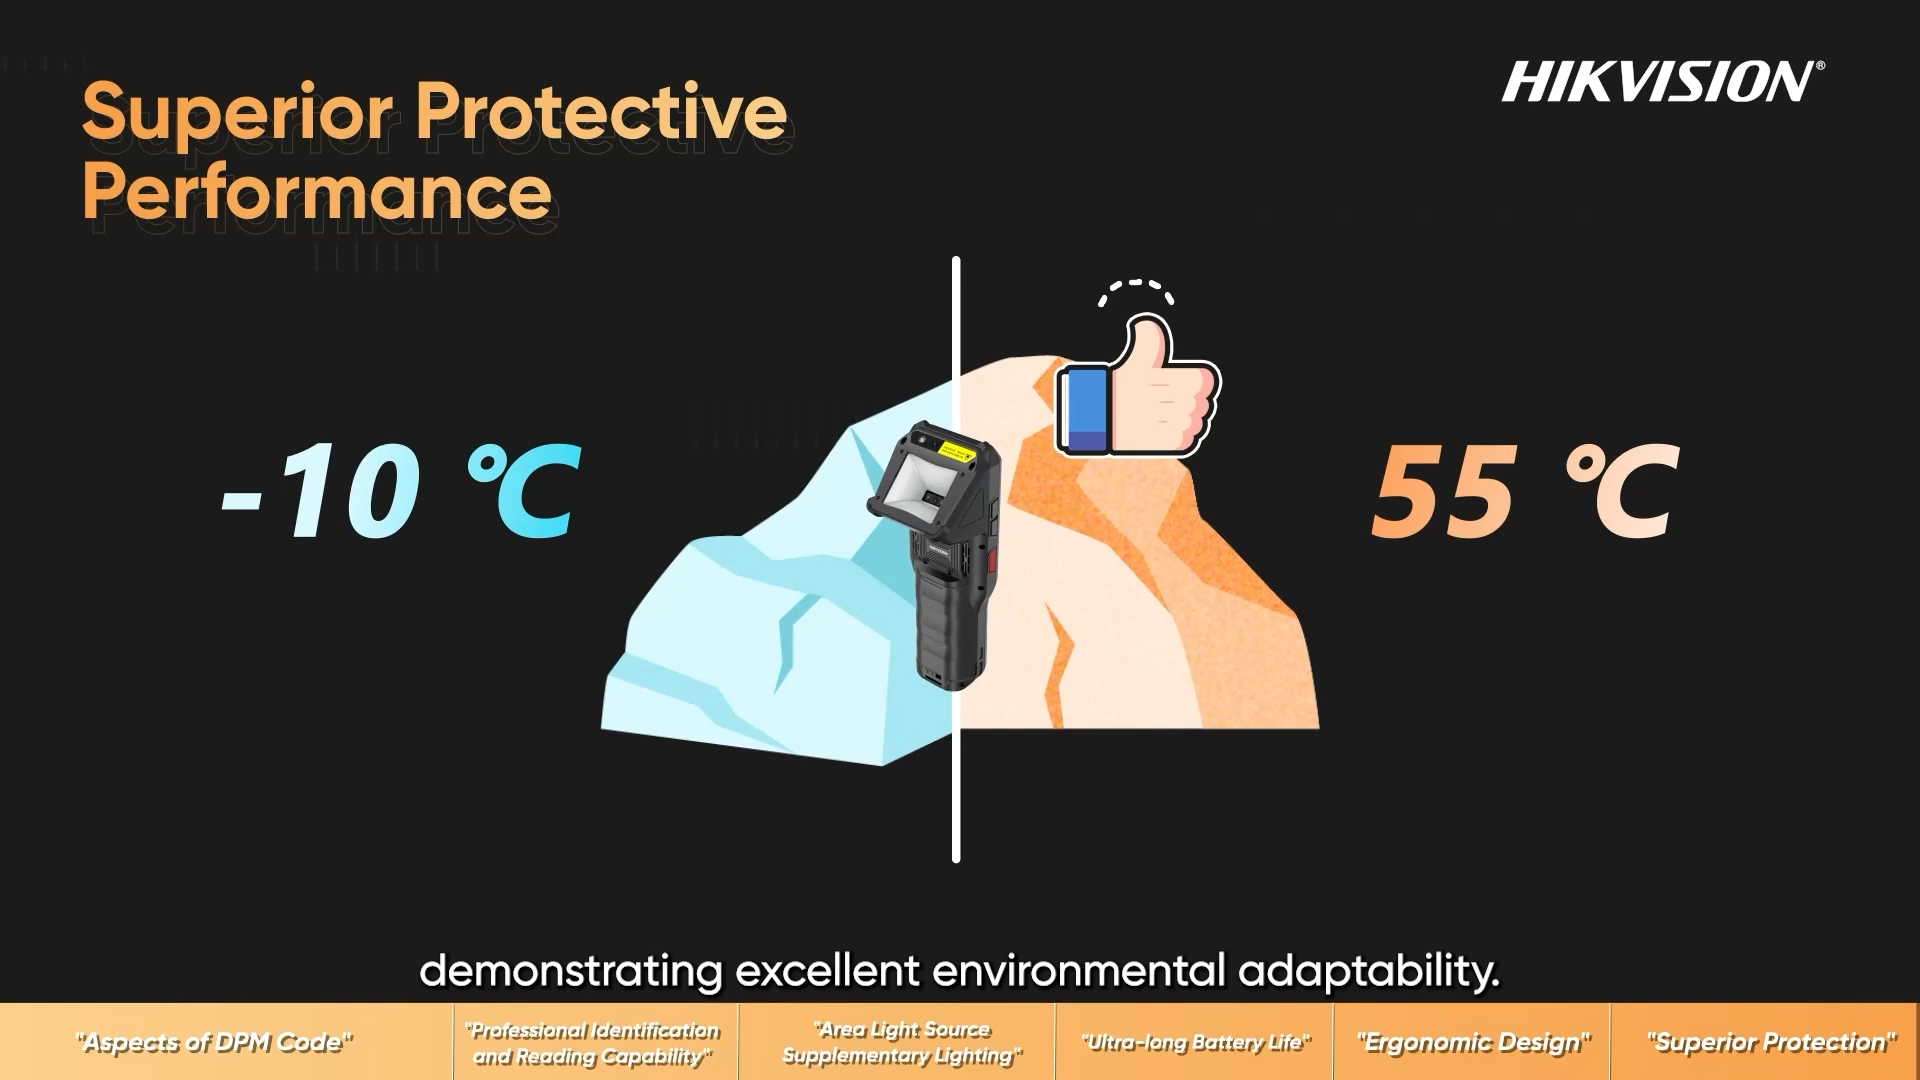 HIKVISION®
Superior Protective
Performance
-10 ℃
55 ℃
demonstrating excellent environmental adaptability.
"Aspects of DPM Code"
"Professional Identification
and Reading Capability"
"Area Light Source
Supplementary Lighting"
"Ultra-long Battery Life"
"Ergonomic Design"
"Superior Protection"